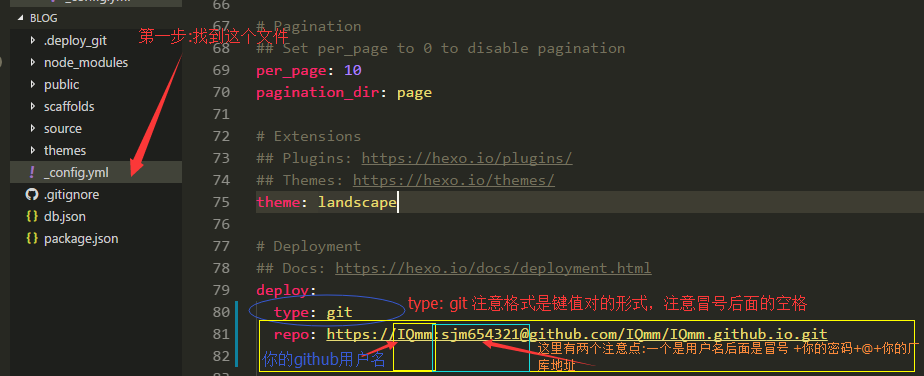 _config.yml
BLOG
.deploy_git
node_modules
public
scaffolds
source
themes
! _config.yml
.gitignore
{} db.json
{} package.json
第一步:找到这个文件
66
67 # Pagination
68 ## Set per_page to 0 to disable pagination
69 per_page: 10
70 pagination_dir: page
71
72 # Extensions
73 ## Plugins: https://hexo.io/plugins/
74 ## Themes: https://hexo.io/themes/
75 theme: landscape
76
77 # Deployment
78 ## Docs: https://hexo.io/docs/deployment.html
79 deploy:
80 type: git
type: git 注意格式是键值对的形式，注意冒号后面的空格
81 repo: https://IQmm:sjm654321@github.com/IQmm/IQmm.github.io.git
82
你的github用户名
这里有两个注意点:一个是用户名后面是冒号 +你的密码+@+你的厂
库地址